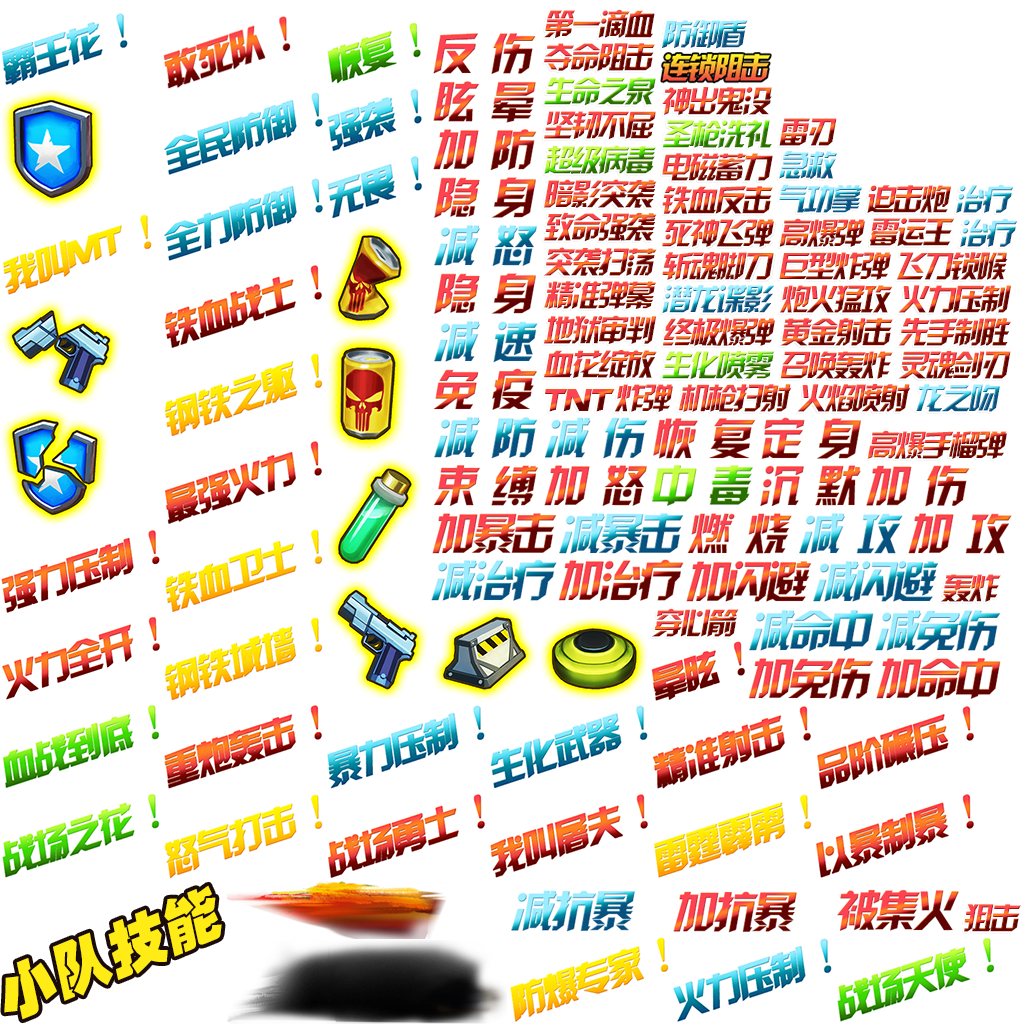 霸王花!
敢死队!
恢复!
反伤
第一滴血
防御盾
夺命阻击
连锁阻击
眩晕
生命之泉
神出鬼没
全民防御!
强袭!
加防
坚韧不屈
圣枪洗礼
雷刃
超级病毒
电磁蓄力
急救
全力防御!
无畏!
隐身
暗影突袭
铁血反击
气功掌
迫击炮
治疗
我叫MT!
减怒
致命强袭
死神飞弹
高爆弹
雷运王
治疗
突袭扫荡
斩魂脚刀
巨型炸弹
飞刀锁喉
铁血战士!
隐身
精准弹幕
潜龙谍影
炮火猛攻
火力压制
减速
地狱审判
终极爆弹
黄金射击
先手制胜
血花绽放
生化喷雾
召唤轰炸
灵魂剑刃
钢铁之躯!
免疫
TNT炸弹
机枪扫射
火焰喷射
龙之吻
减防
减伤
恢复
定身
高爆手榴弹
最强火力!
束缚
加怒
中毒
沉默
加伤
强力压制!
铁血卫士!
加暴击
减暴击
燃烧
减攻
加攻
减治疗
加治疗
加闪避
减闪避
轰炸
火力全开!
钢铁城墙!
穿心箭
减命中
减免伤
晕眩!
加免伤
加命中
血战到底!
重炮轰击!
暴力压制!
生化武器!
精准射击!
品阶碾压!
战场之花!
怒气打击!
战场勇士!
我叫屠夫!
雷霆霹雳!
以暴制暴!
小队技能
减抗暴
加抗暴
被集火
狙击
防爆专家!
火力压制!
战场天使!